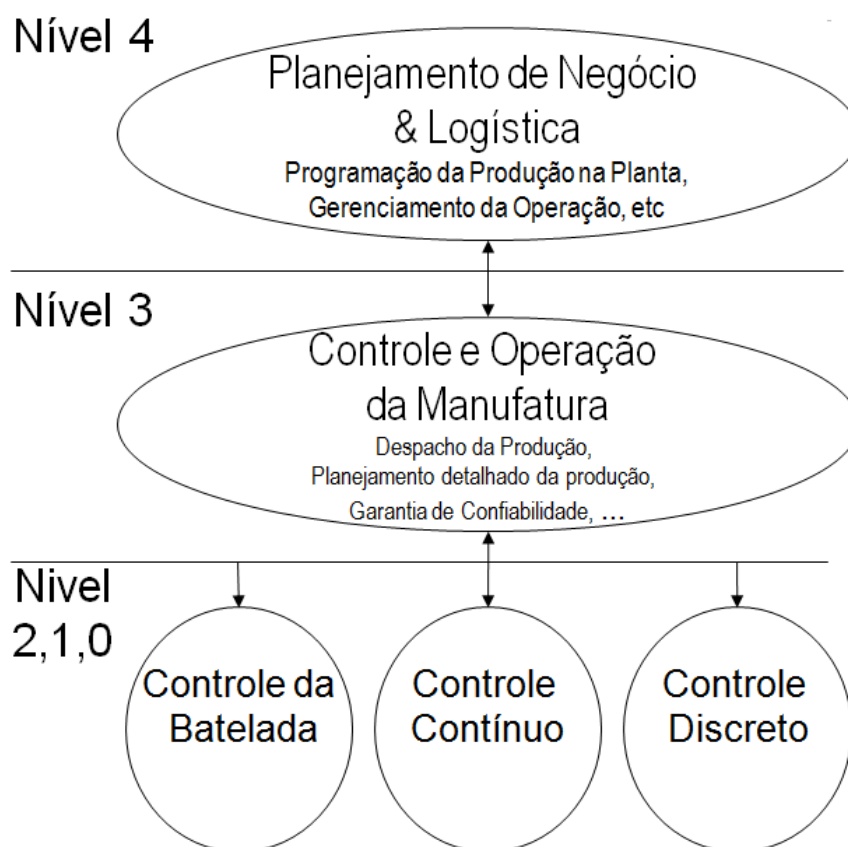 Nível 4
Planejamento de Negócio
& Logística
Programação da Produção na Planta,
Gerenciamento da Operação, etc
Nível 3
Controle e Operação
da Manufatura
Despacho da Produção,
Planejamento detalhado da produção,
Garantia de Confiabilidade, ...
Nivel
2,1,0
Controle da
Batelada
Controle
Contínuo
Controle
Discreto